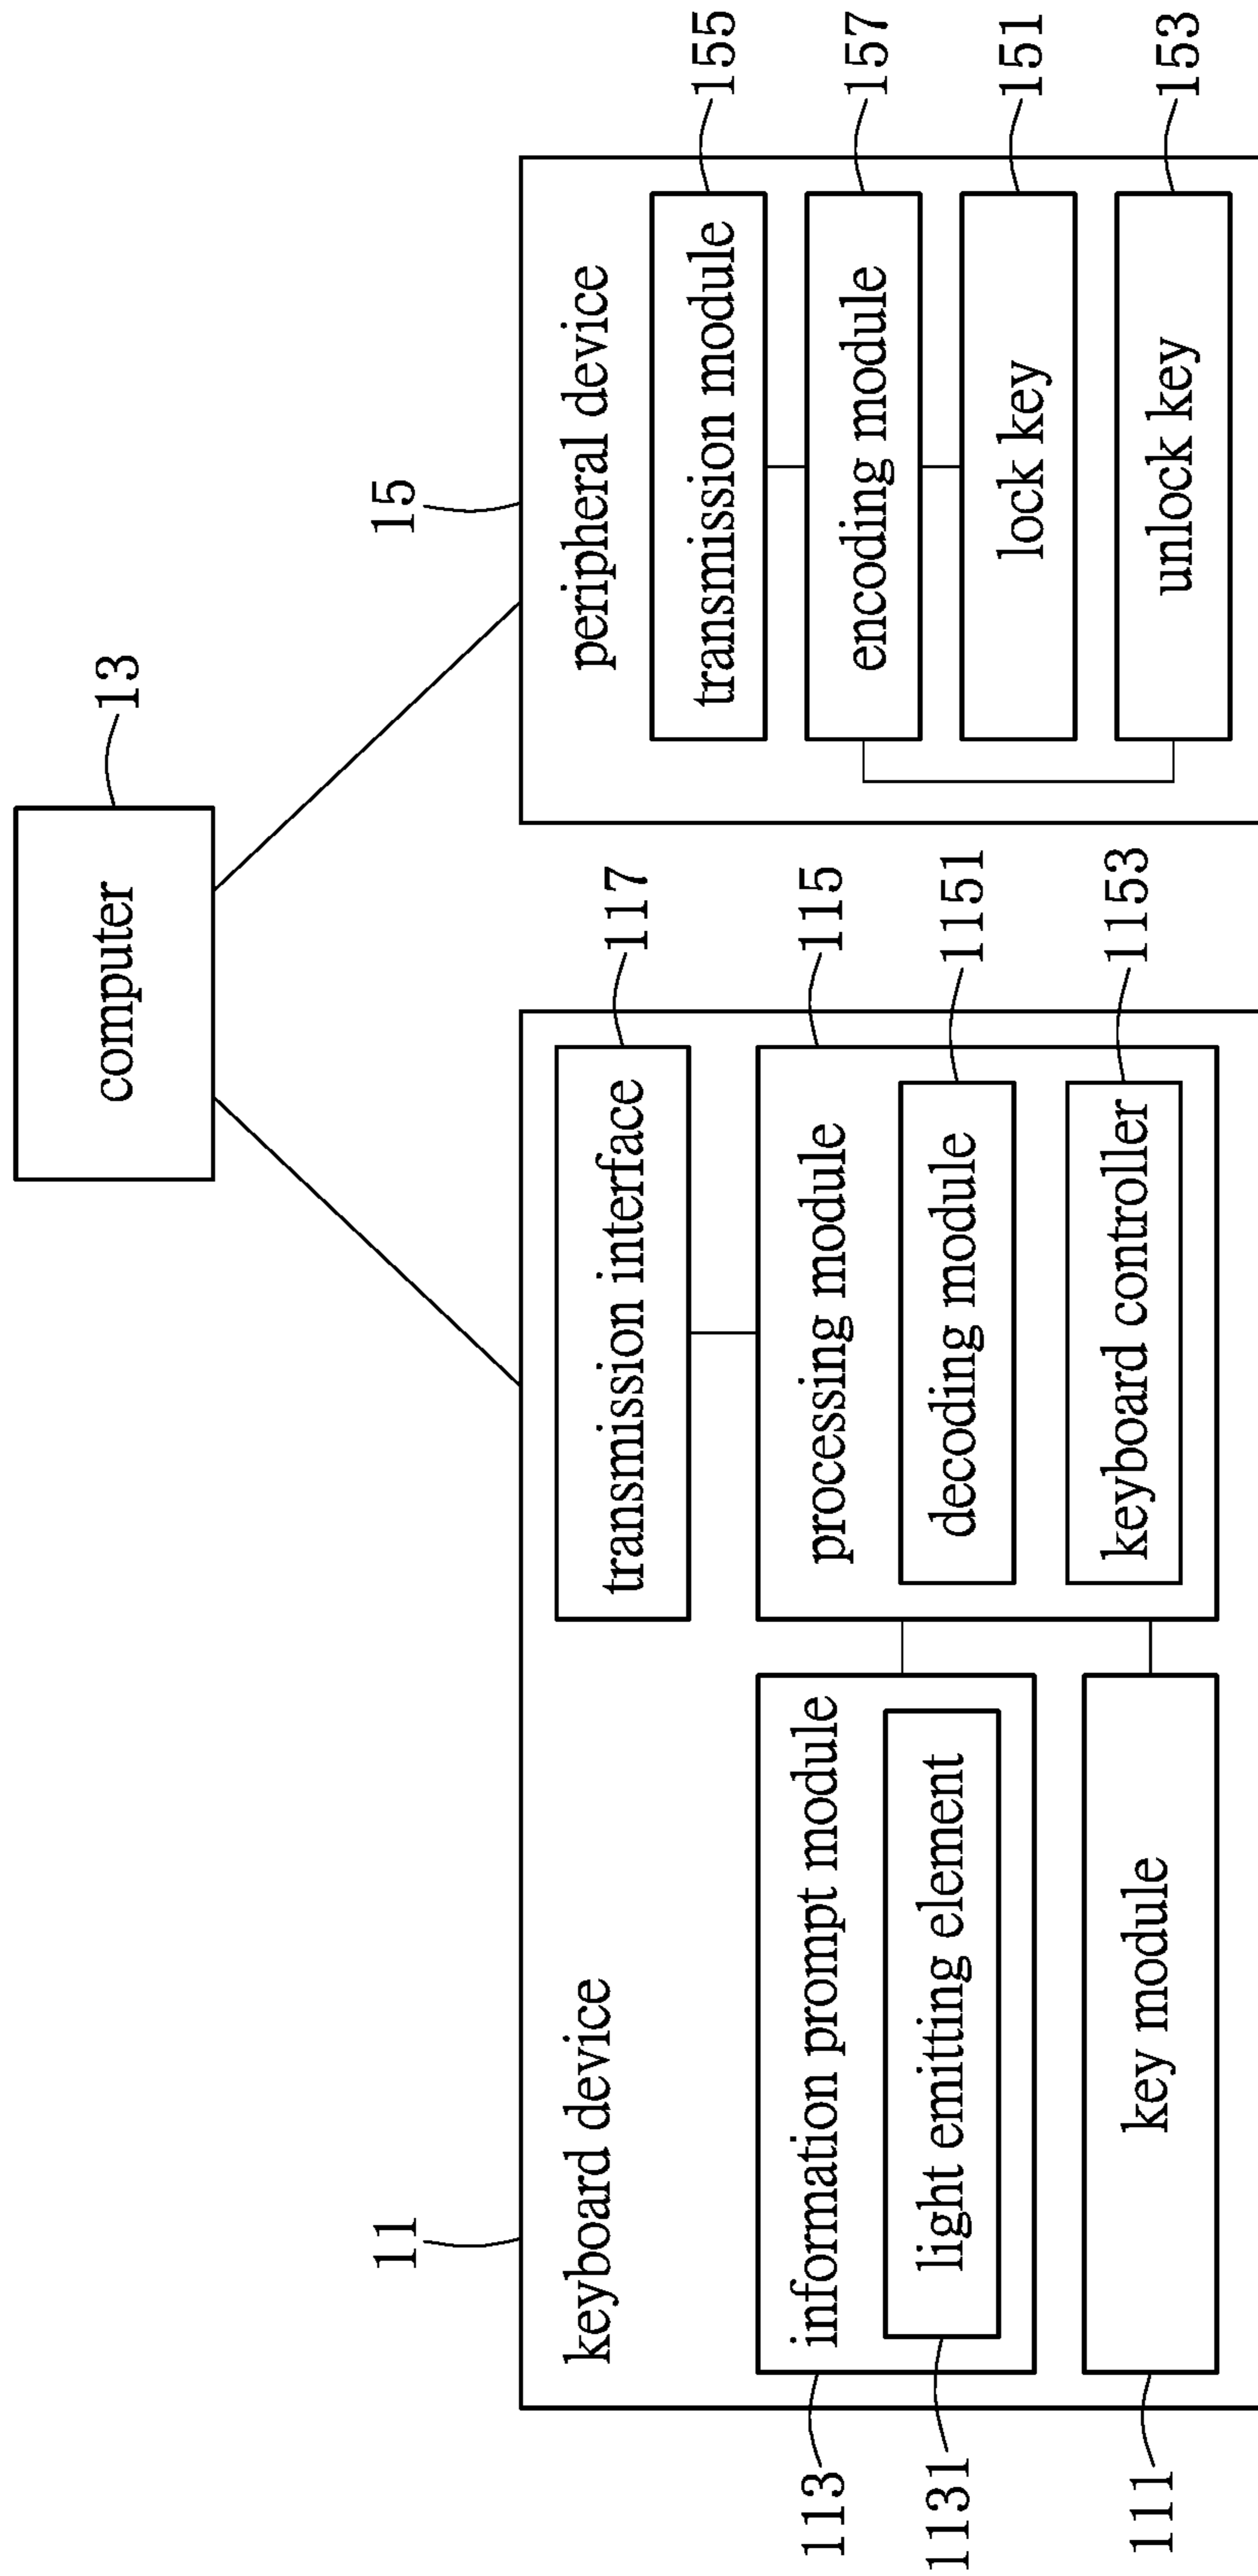 computer
13
11
15
keyboard device
transmission interface
117
information prompt module
113
light emitting element
1131
processing module
115
decoding module
1151
key module
111
keyboard controller
1153
peripheral device
transmission module
155
encoding module
157
lock key
151
unlock key
153